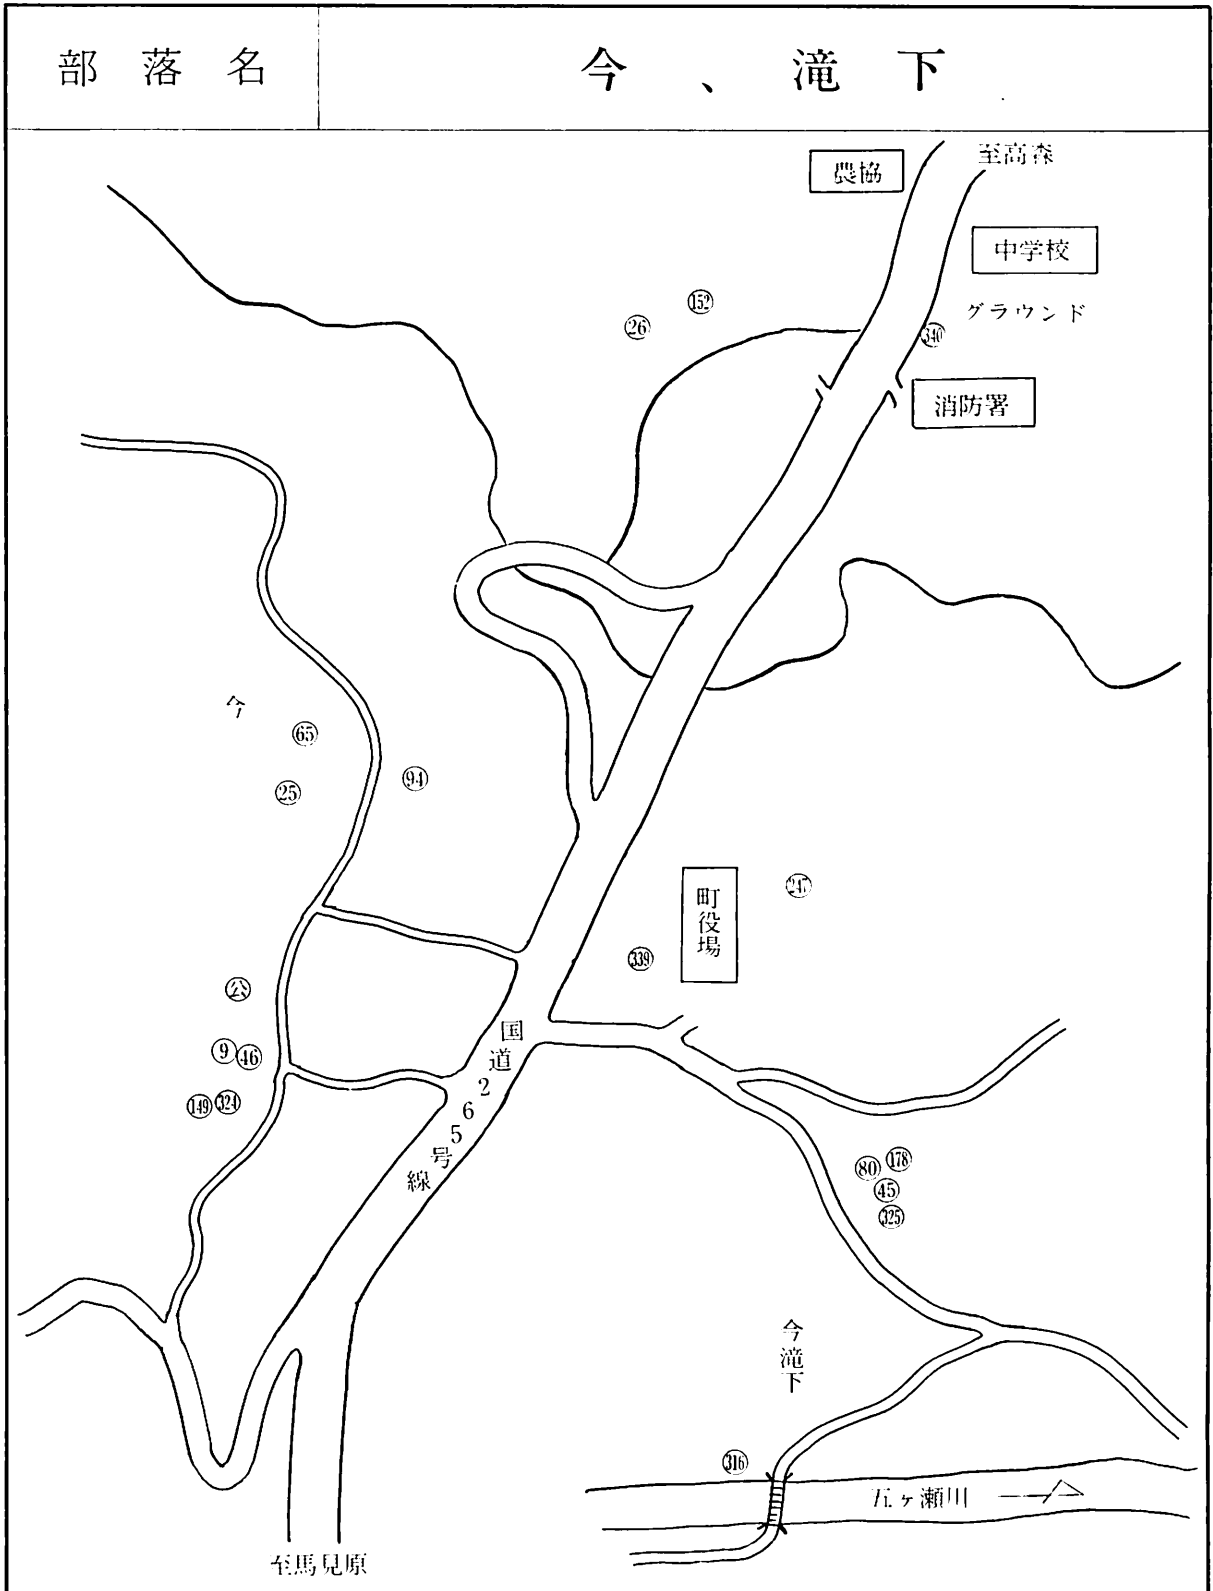 部落名
今、滝下
農協
至高森
中学校
グラウンド
152
26
340
消防署
今
65
94
25
町役場
247
339
公
9
46
149
324
国道265号線
80
178
45
325
今滝下
316
五ヶ瀬川
至馬見原